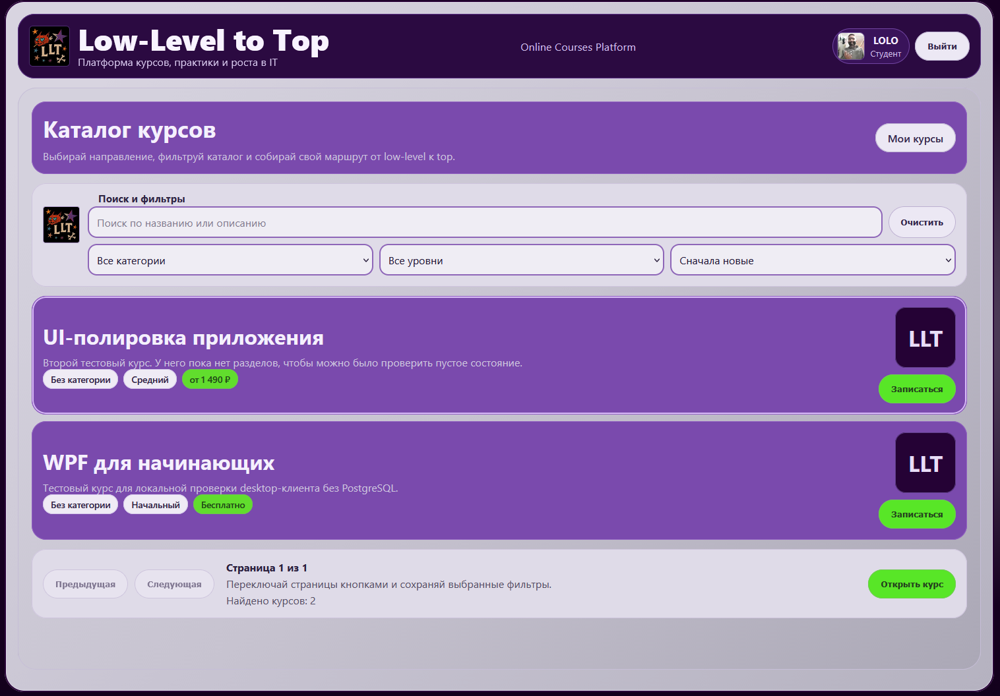 LLT
Low-Level to Top
Платформа курсов, практики и роста в IT
Online Courses Platform
LOLO
Студент
Выйти
Каталог курсов
Выбирай направление, фильтруй каталог и собирай свой маршрут от low-level к top.
Мои курсы
Поиск и фильтры
LLT
Поиск по названию или описанию
Очистить
Все категории
Все уровни
Сначала новые
UI-полировка приложения
Второй тестовый курс. У него пока нет разделов, чтобы можно было проверить пустое состояние.
Без категории
Средний
от 1 490 ₽
LLT
Записаться
WPF для начинающих
Тестовый курс для локальной проверки desktop-клиента без PostgreSQL.
Без категории
Начальный
Бесплатно
LLT
Записаться
Предыдущая
Следующая
Страница 1 из 1
Переключай страницы кнопками и сохраняй выбранные фильтры.
Найдено курсов: 2
Открыть курс